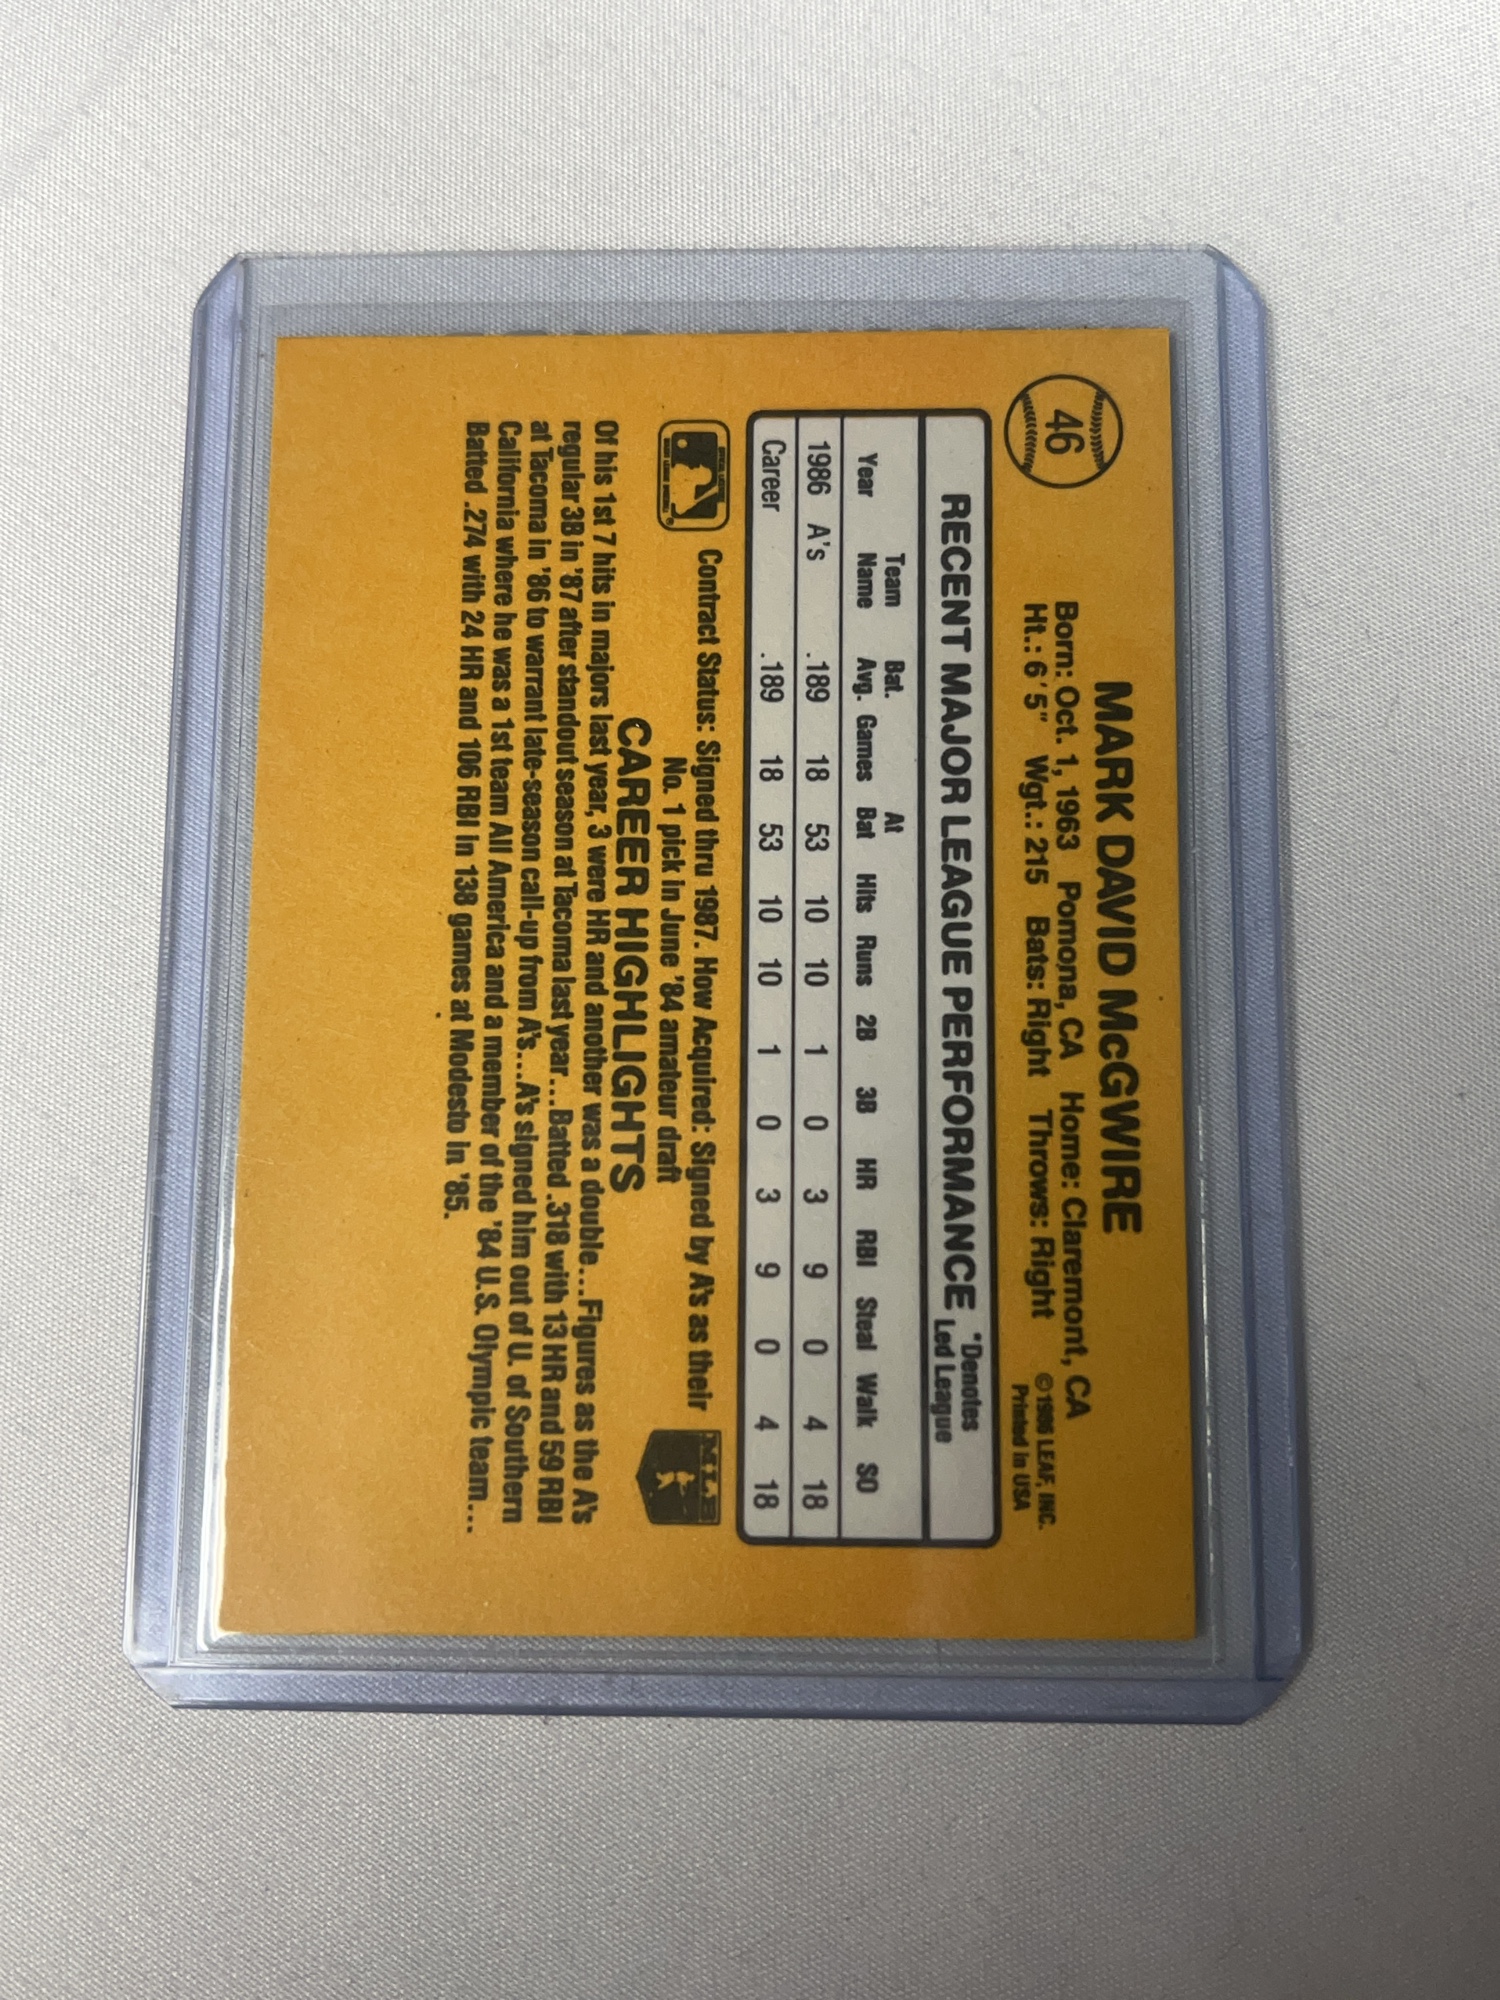 46
MARK DAVID McGWIRE
Born: Oct. 1, 1963 Pomona, CA Home: Claremont, CA
Ht.: 6'5" Wgt.: 215 Bats: Right Throws: Right
©1986 LEAF, INC.
Printed in USA
RECENT MAJOR LEAGUE PERFORMANCE
*Denotes
Led League
Year Team Name Bat. Avg. Games At Bat Hits Runs 2B 3B HR RBI Steal Walk SO
1986 A's .189 18 53 10 10 1 0 3 9 0 4 18
Career .189 18 53 10 10 1 0 3 9 0 4 18
Contract Status: Signed thru 1987. How Acquired: Signed by A's as their
No. 1 pick in June '84 amateur draft
CAREER HIGHLIGHTS
Of his 1st 7 hits in majors last year, 3 were HR and another was a double...Figures as the A's
regular 3B in '87 after standout season at Tacoma last year...Batted .318 with 13 HR and 59 RBI
at Tacoma in '86 to warrant late-season call-up from A's...A's signed him out of U. of Southern
California where he was a 1st team All America and a member of the '84 U.S. Olympic team...
Batted .274 with 24 HR and 106 RBI in 138 games at Modesto in '85.